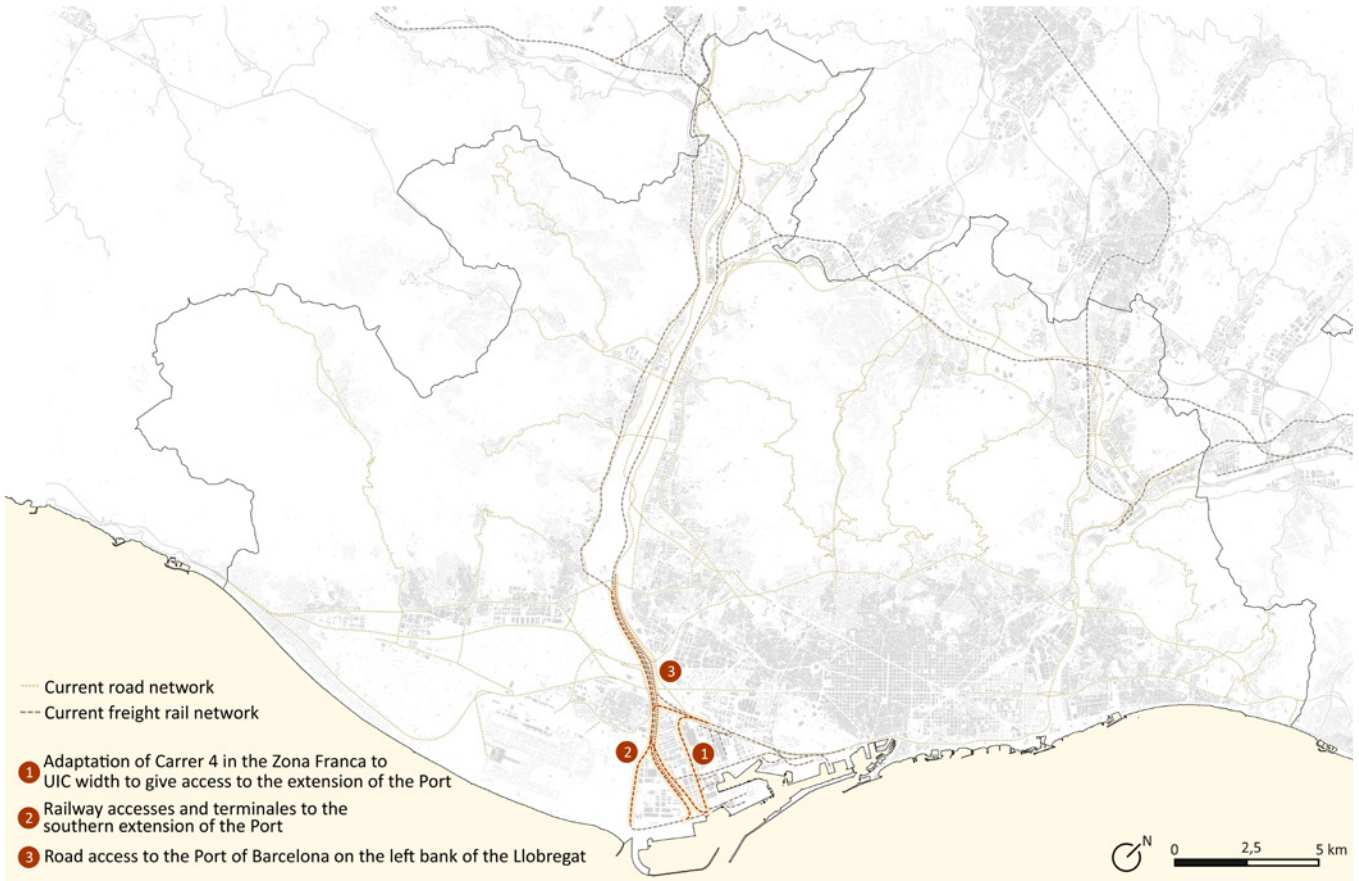 3
2
1
Current road network
Current freight rail network
1 Adaptation of Carrer 4 in the Zona Franca to
UIC width to give access to the extension of the Port
2 Railway accesses and terminales to the
southern extension of the Port
3 Road access to the Port of Barcelona on the left bank of the Llobregat
N
0 2,5 5 km